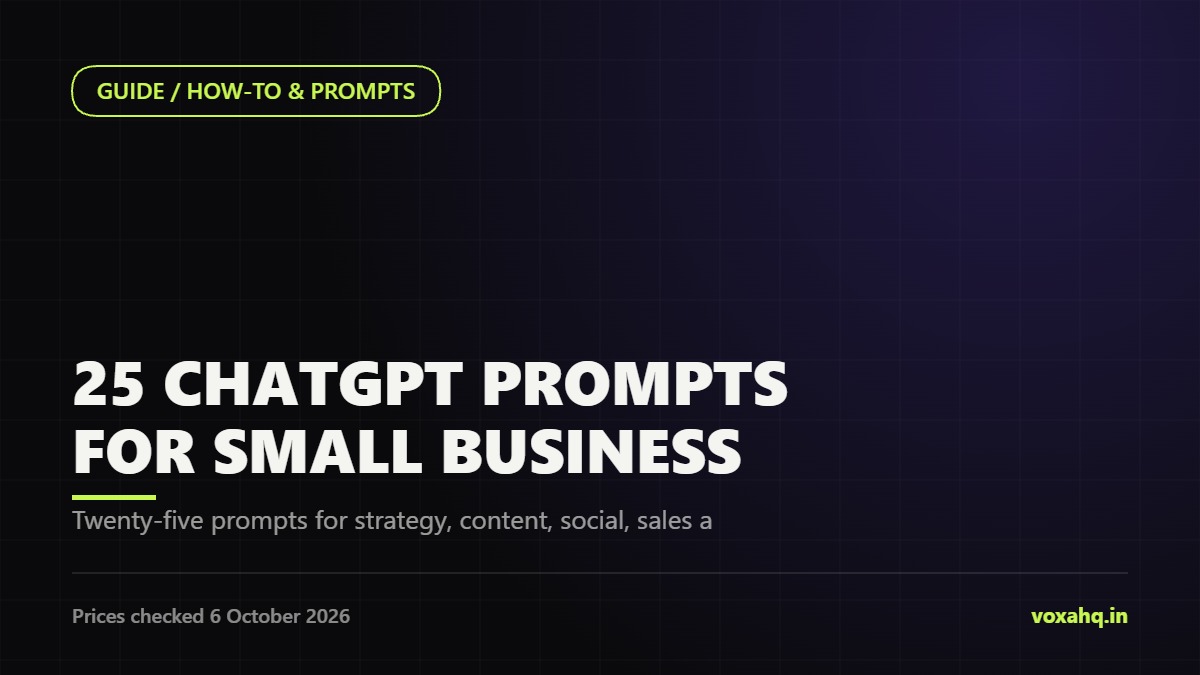 GUIDE / HOW-TO & PROMPTS
25 CHATGPT PROMPTS
FOR SMALL BUSINESS
Twenty-five prompts for strategy, content, social, sales a
Prices checked 6 October 2026
voxahq.in